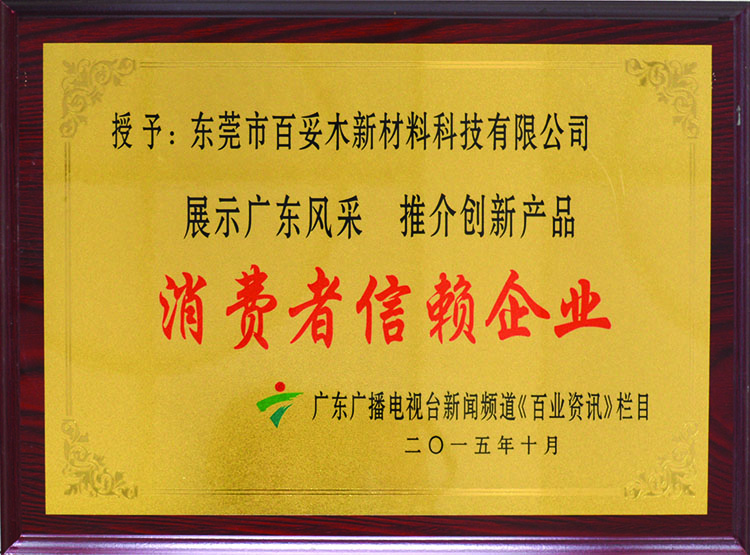 授予：东莞市百妥木新材料科技有限公司
展示广东风采 推介创新产品
消费者信赖企业
广东广播电视台新闻频道《百业资讯》栏目
二〇一五年十月